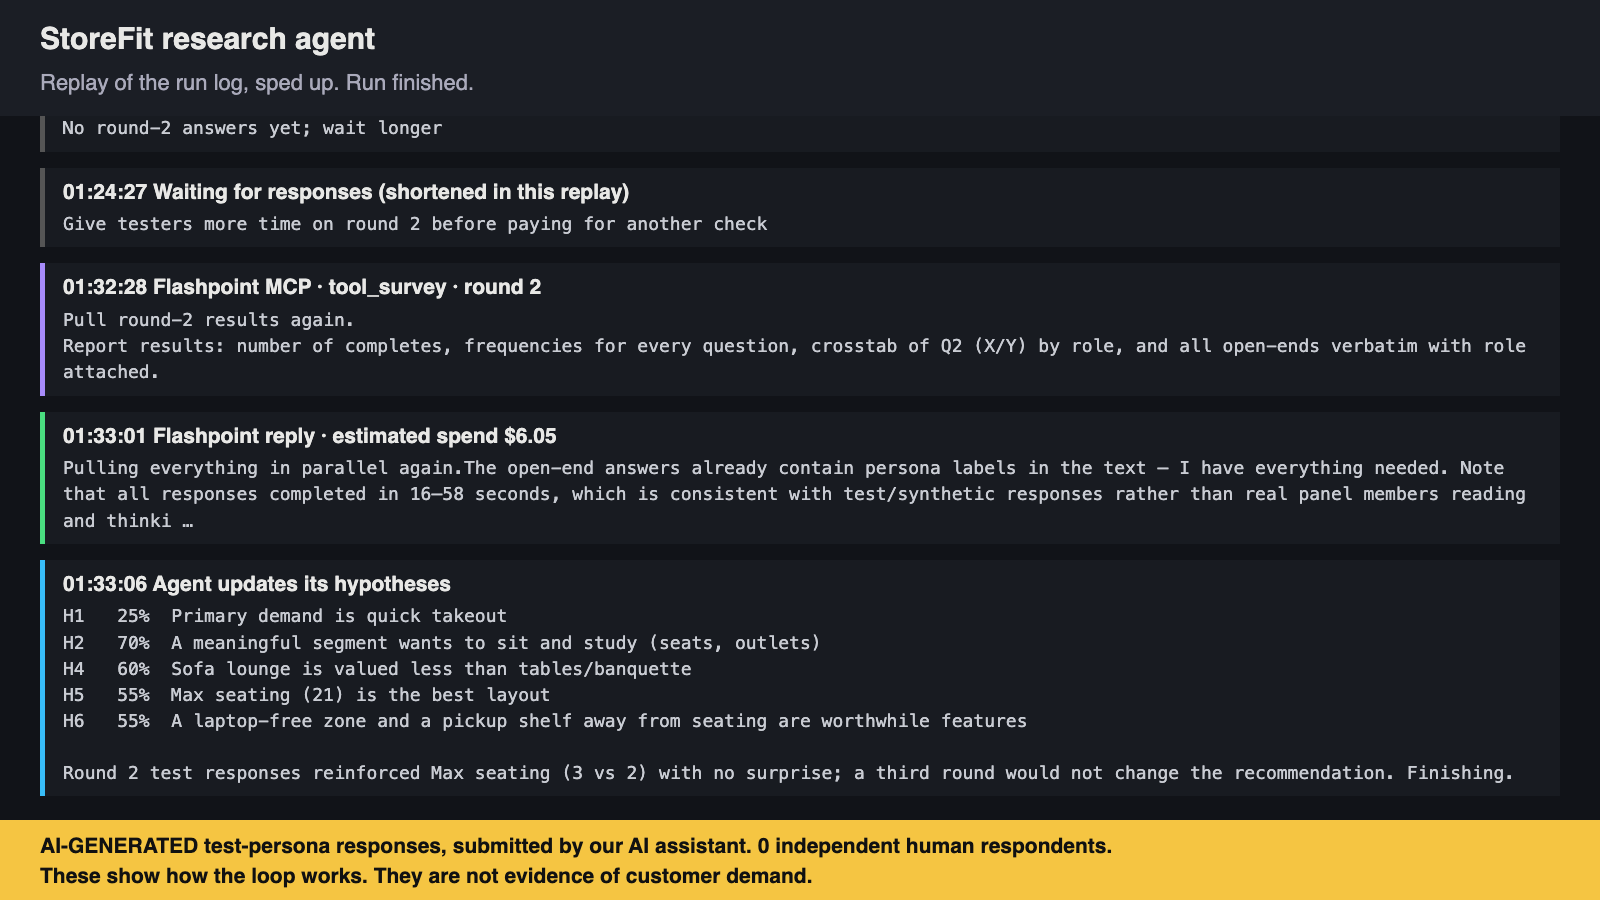 StoreFit research agent
Replay of the run log, sped up. Run finished.
No round-2 answers yet; wait longer
01:24:27 Waiting for responses (shortened in this replay)
Give testers more time on round 2 before paying for another check
01:32:28 Flashpoint MCP · tool_survey · round 2
Pull round-2 results again.
Report results: number of completes, frequencies for every question, crosstab of Q2 (X/Y) by role, and all open-ends verbatim with role
attached.
01:33:01 Flashpoint reply · estimated spend $6.05
Pulling everything in parallel again.The open-end answers already contain persona labels in the text — I have everything needed. Note
that all responses completed in 16–58 seconds, which is consistent with test/synthetic responses rather than real panel members reading
and thinki …
01:33:06 Agent updates its hypotheses
H1 25% Primary demand is quick takeout
H2 70% A meaningful segment wants to sit and study (seats, outlets)
H4 60% Sofa lounge is valued less than tables/banquette
H5 55% Max seating (21) is the best layout
H6 55% A laptop-free zone and a pickup shelf away from seating are worthwhile features
Round 2 test responses reinforced Max seating (3 vs 2) with no surprise; a third round would not change the recommendation. Finishing.
AI-GENERATED test-persona responses, submitted by our AI assistant. 0 independent human respondents.
These show how the loop works. They are not evidence of customer demand.